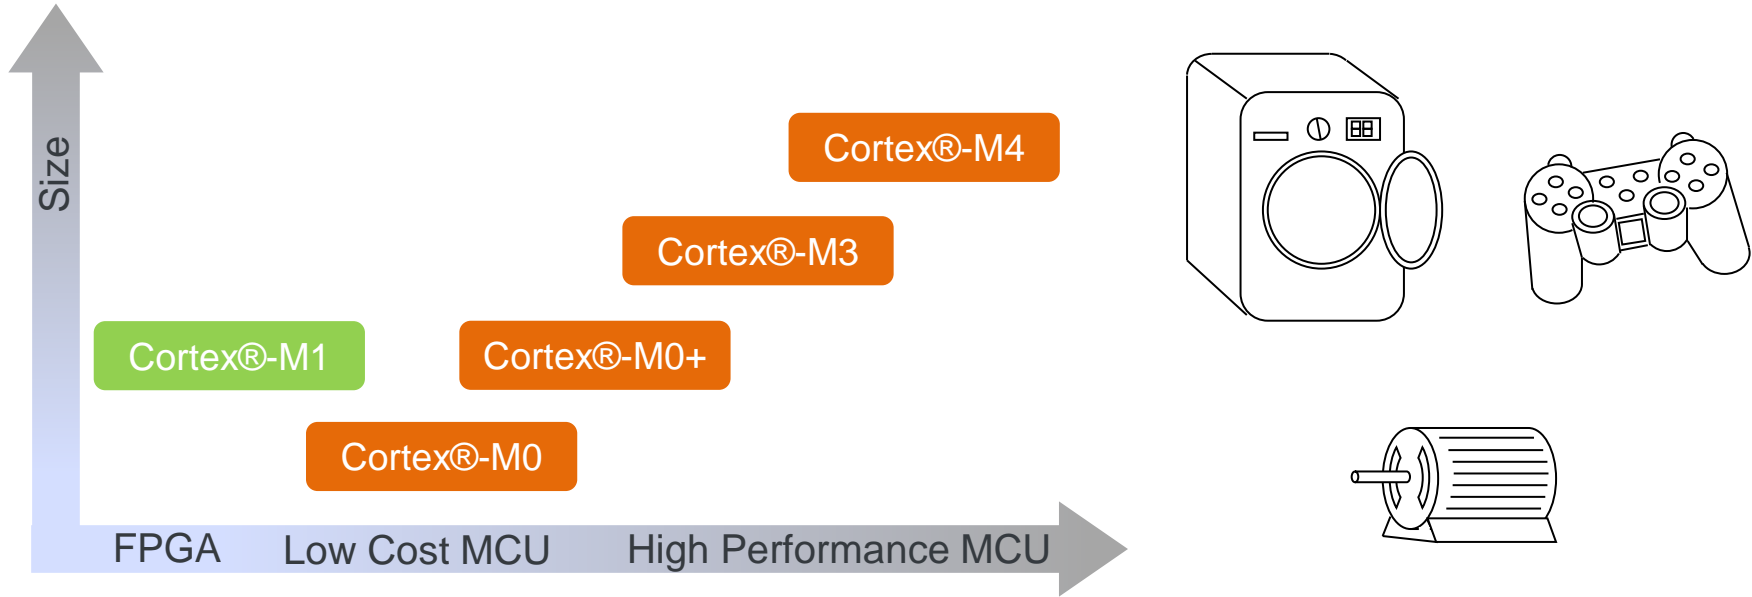 Size
Cortex®-M4
Cortex®-M3
Cortex®-M1
Cortex®-M0+
Cortex®-M0
FPGA
Low Cost MCU
High Performance MCU